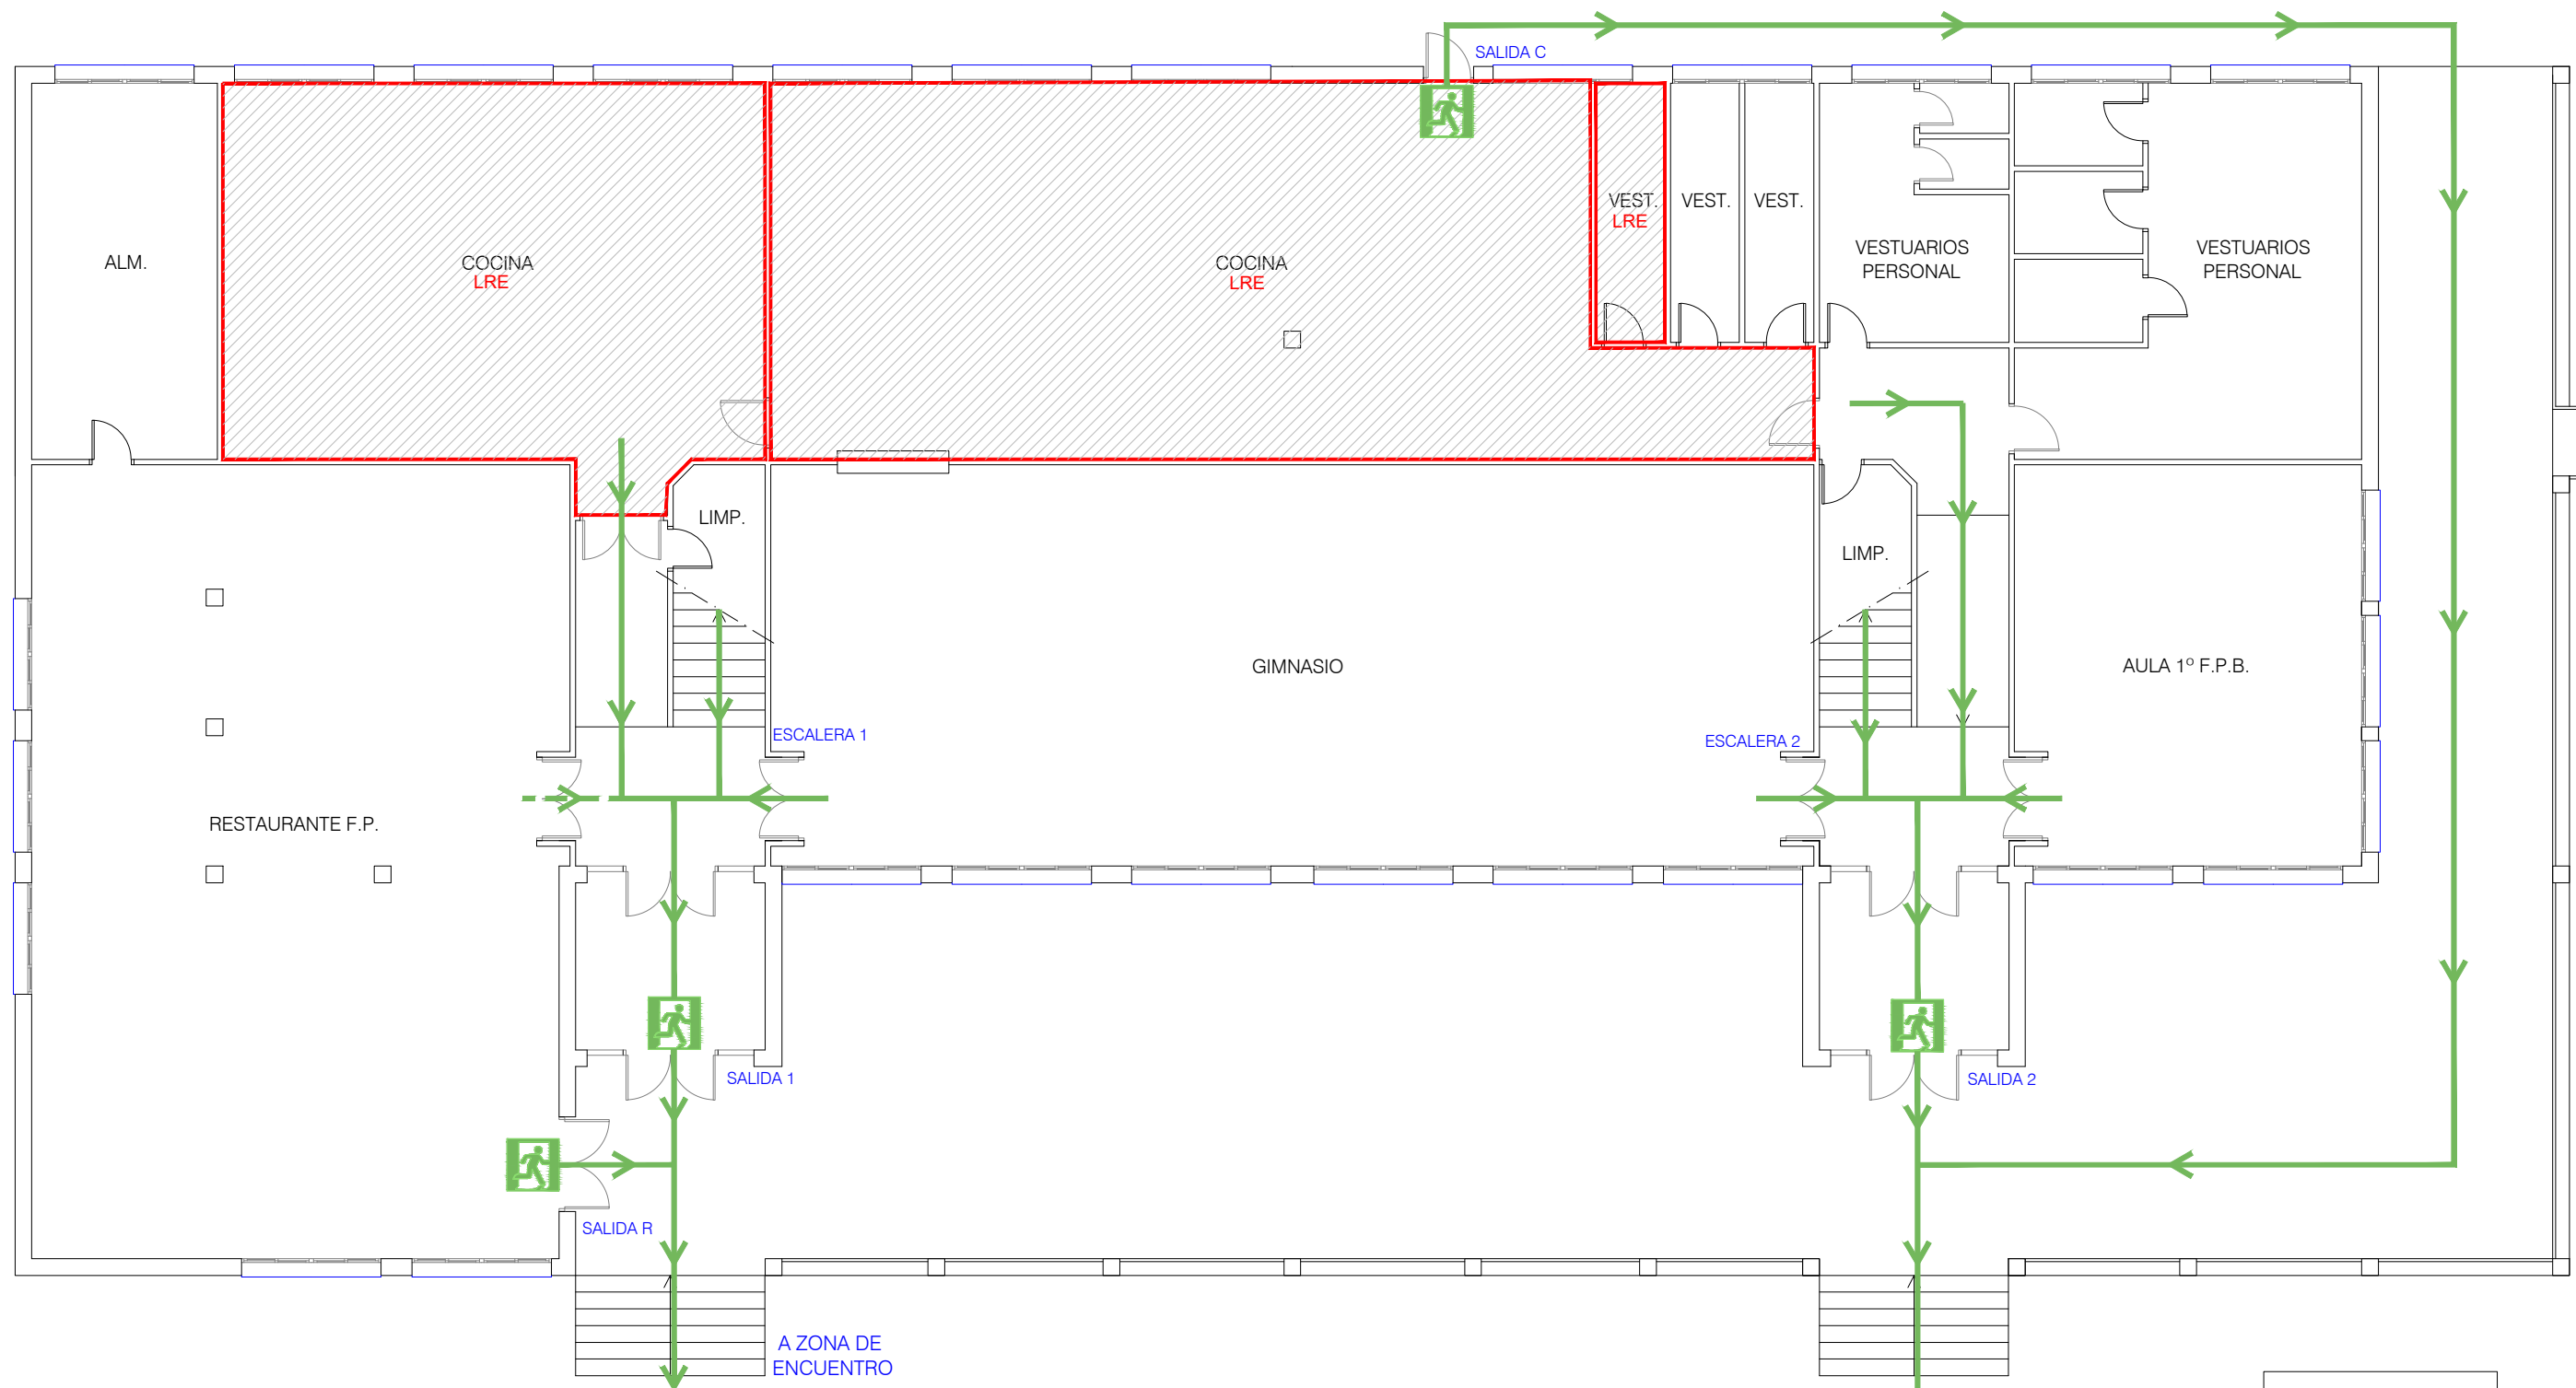 SALIDA C
VEST.
LRE
VEST.
VEST.
ALM.
COCINA
LRE
COCINA
LRE
VESTUARIOS
PERSONAL
VESTUARIOS
PERSONAL
LIMP.
LIMP.
GIMNASIO
AULA 1º F.P.B.
ESCALERA 1
ESCALERA 2
RESTAURANTE F.P.
SALIDA 1
SALIDA 2
SALIDA R
A ZONA DE
ENCUENTRO